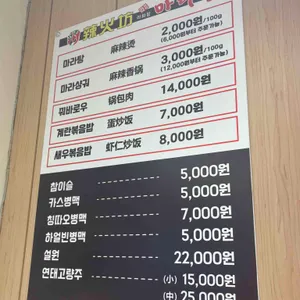 辣火坊
마라탕 麻辣烫 2,000원/100g
(6,000원부터 주문가능)
마라샹궈 麻辣香锅 3,000원/100g
(12,000원부터 주문가능)
꿔바로우 锅包肉 14,000원
계란볶음밥 蛋炒饭 7,000원
새우볶음밥 虾仁炒饭 8,000원
참이슬 5,000원
카스병맥 5,000원
칭따오병맥 7,000원
하얼빈병맥 5,000원
설원 22,000원
연태고량주 (小) 15,000원
(中) 25,000원